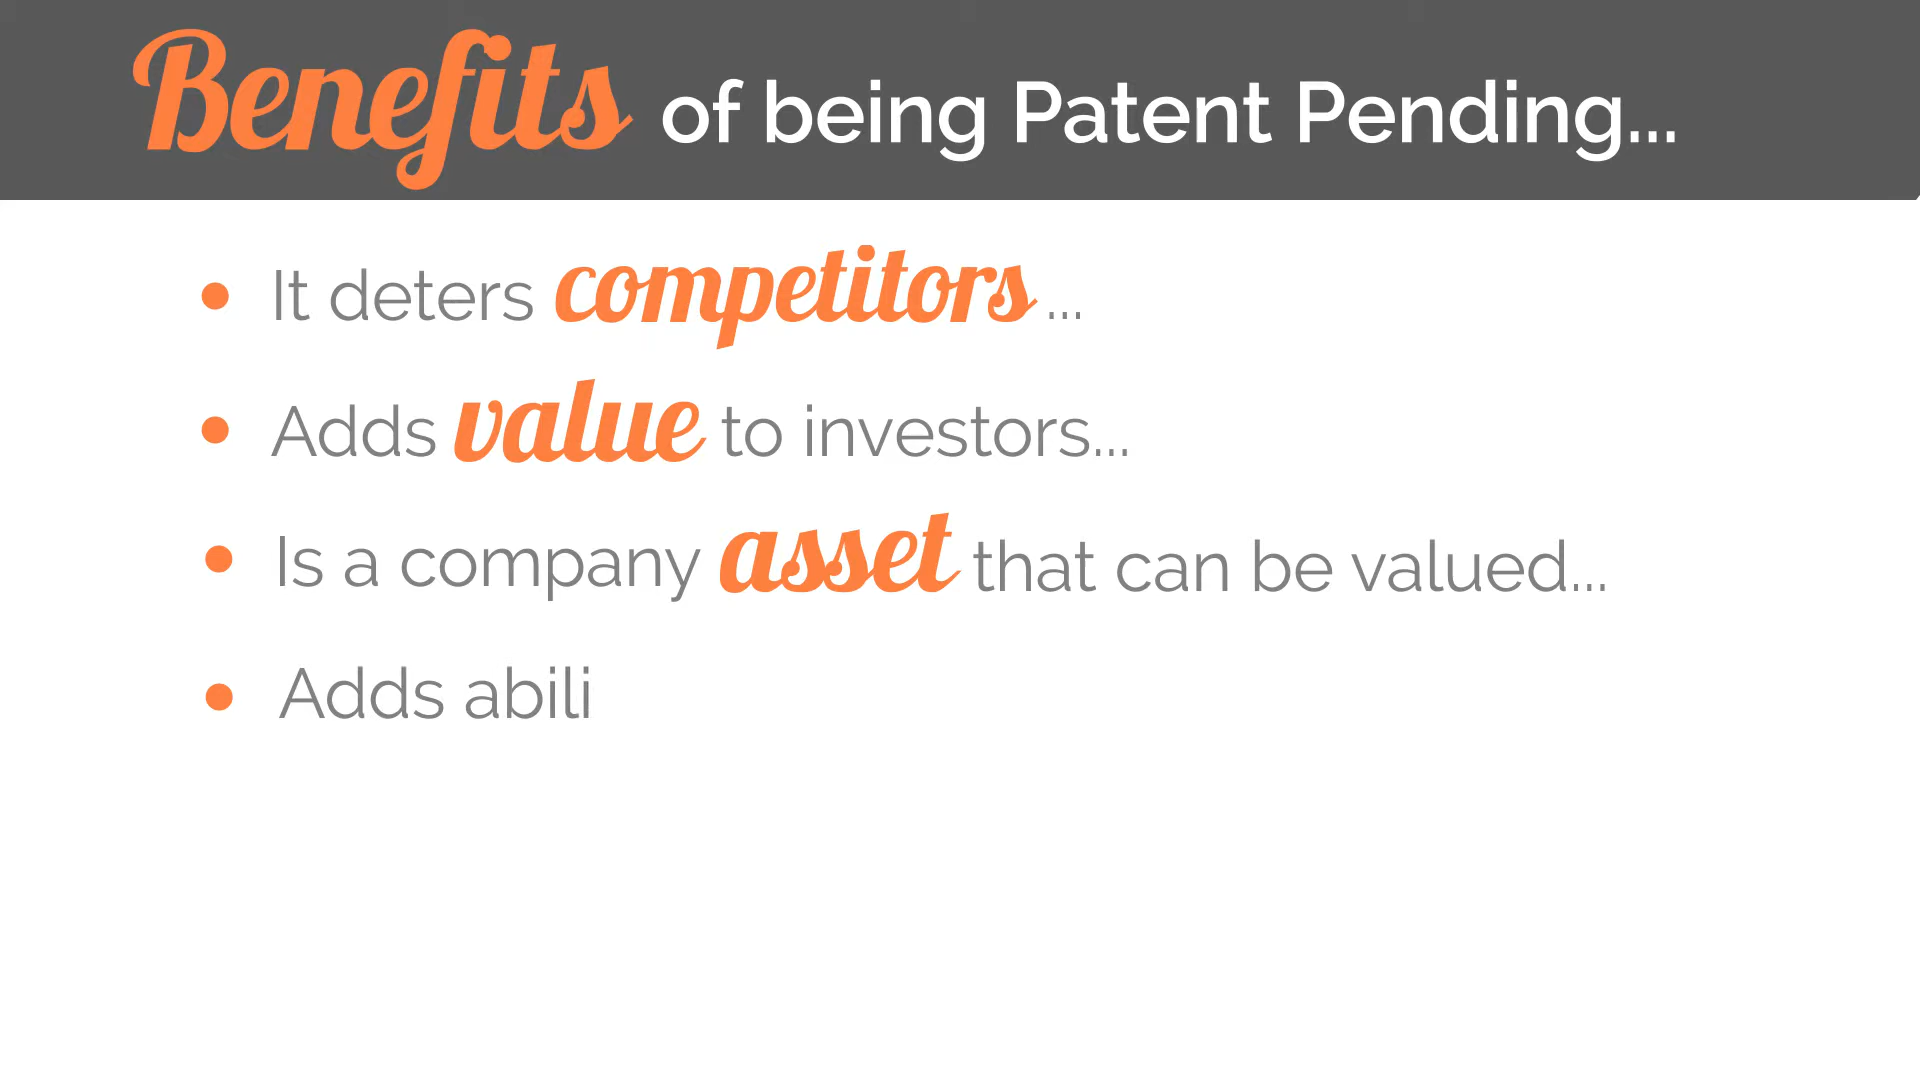 Benefits of being Patent Pending...
• It deters competitors...
• Adds value to investors...
• Is a company asset that can be valued...
• Adds abili